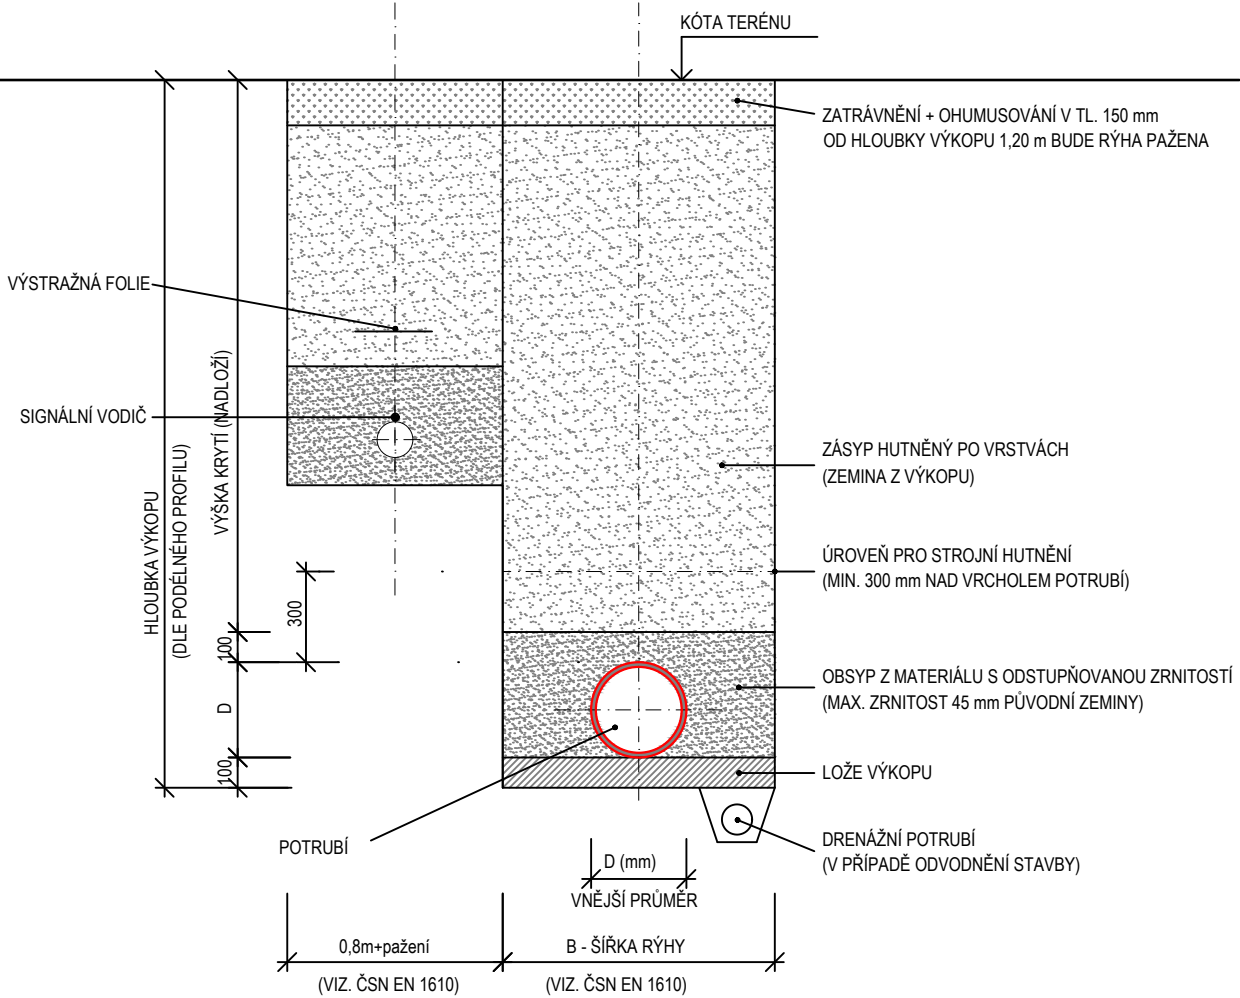 KÓTA TERÉNU
ZATRÁVNĚNÍ + OHUMUSOVÁNÍ V TL. 150 mm
OD HLOUBKY VÝKOPU 1,20 m BUDE RÝHA PAŽENA
VÝSTRAŽNÁ FOLIE
SIGNÁLNÍ VODIČ
ZÁSYP HUTNĚNÝ PO VRSTVÁCH
(ZEMINA Z VÝKOPU)
HLOUBKA VÝKOPU
(DLE PODÉLNÉHO PROFILU)
VÝŠKA KRYTÍ (NADLOŽÍ)
ÚROVEŇ PRO STROJNÍ HUTNĚNÍ
(MIN. 300 mm NAD VRCHOLEM POTRUBÍ)
300
100
D
100
OBSYP Z MATERIÁLU S ODSTUPŇOVANOU ZRNITOSTÍ
(MAX. ZRNITOST 45 mm PŮVODNÍ ZEMINY)
LOŽE VÝKOPU
POTRUBÍ
DRENÁŽNÍ POTRUBÍ
(V PŘÍPADĚ ODVODNĚNÍ STAVBY)
D (mm)
VNĚJŠÍ PRŮMĚR
0,8m+pažení
(VIZ. ČSN EN 1610)
B - ŠÍŘKA RÝHY
(VIZ. ČSN EN 1610)